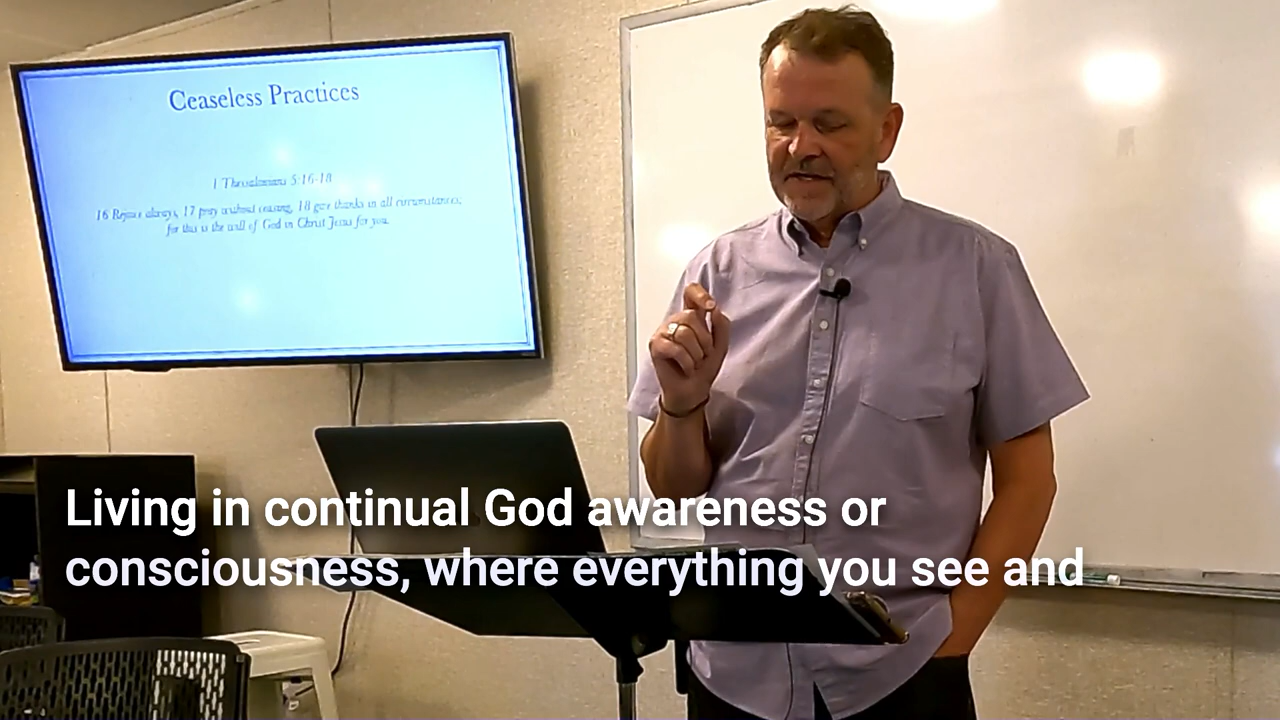 Ceaseless Practices
1 Thessalonians 5:16-18
16 Rejoice always, 17 pray without ceasing, 18 give thanks in all circumstances;
for this is the will of God in Christ Jesus for you.
Living in continual God awareness or
consciousness, where everything you see and